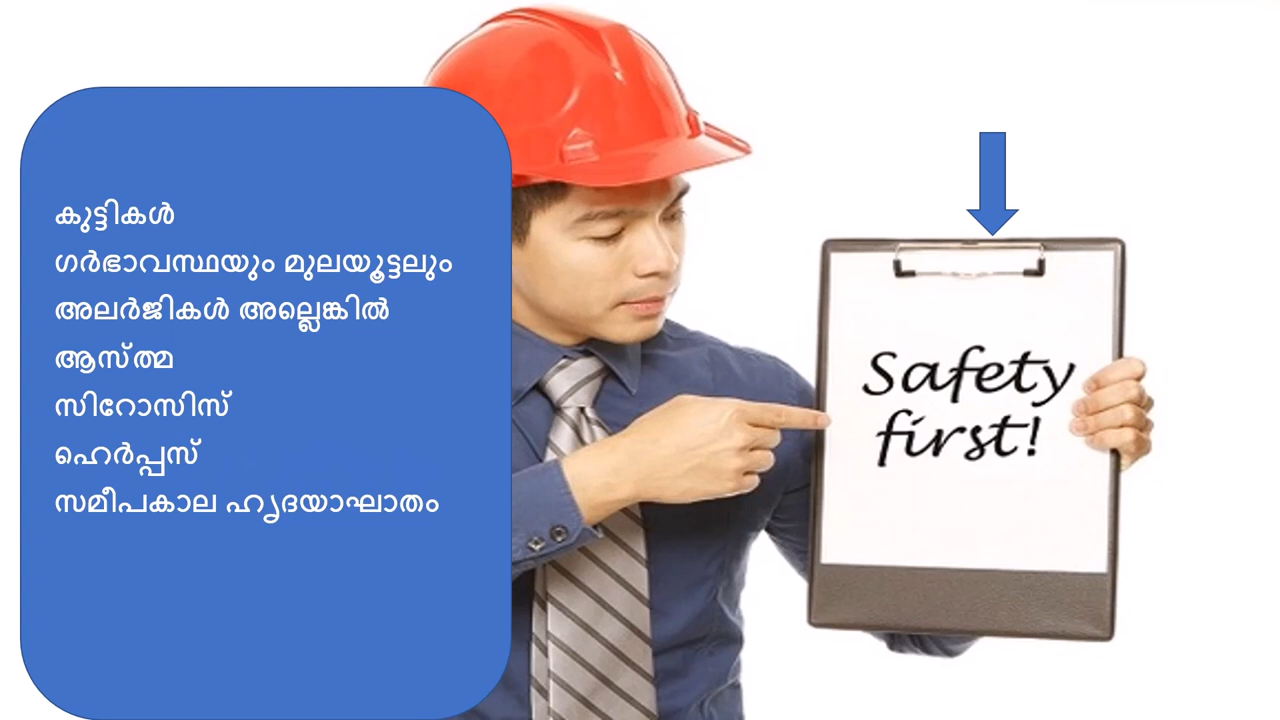 കുട്ടികൾ
ഗർഭാവസ്ഥയും മുലയൂട്ടലും
അലർജികൾ അല്ലെങ്കിൽ
ആസ്ത്മ
സിറോസിസ്
ഹെർപ്പസ്
സമീപകാല ഹൃദയാഘാതം
Safety
first!